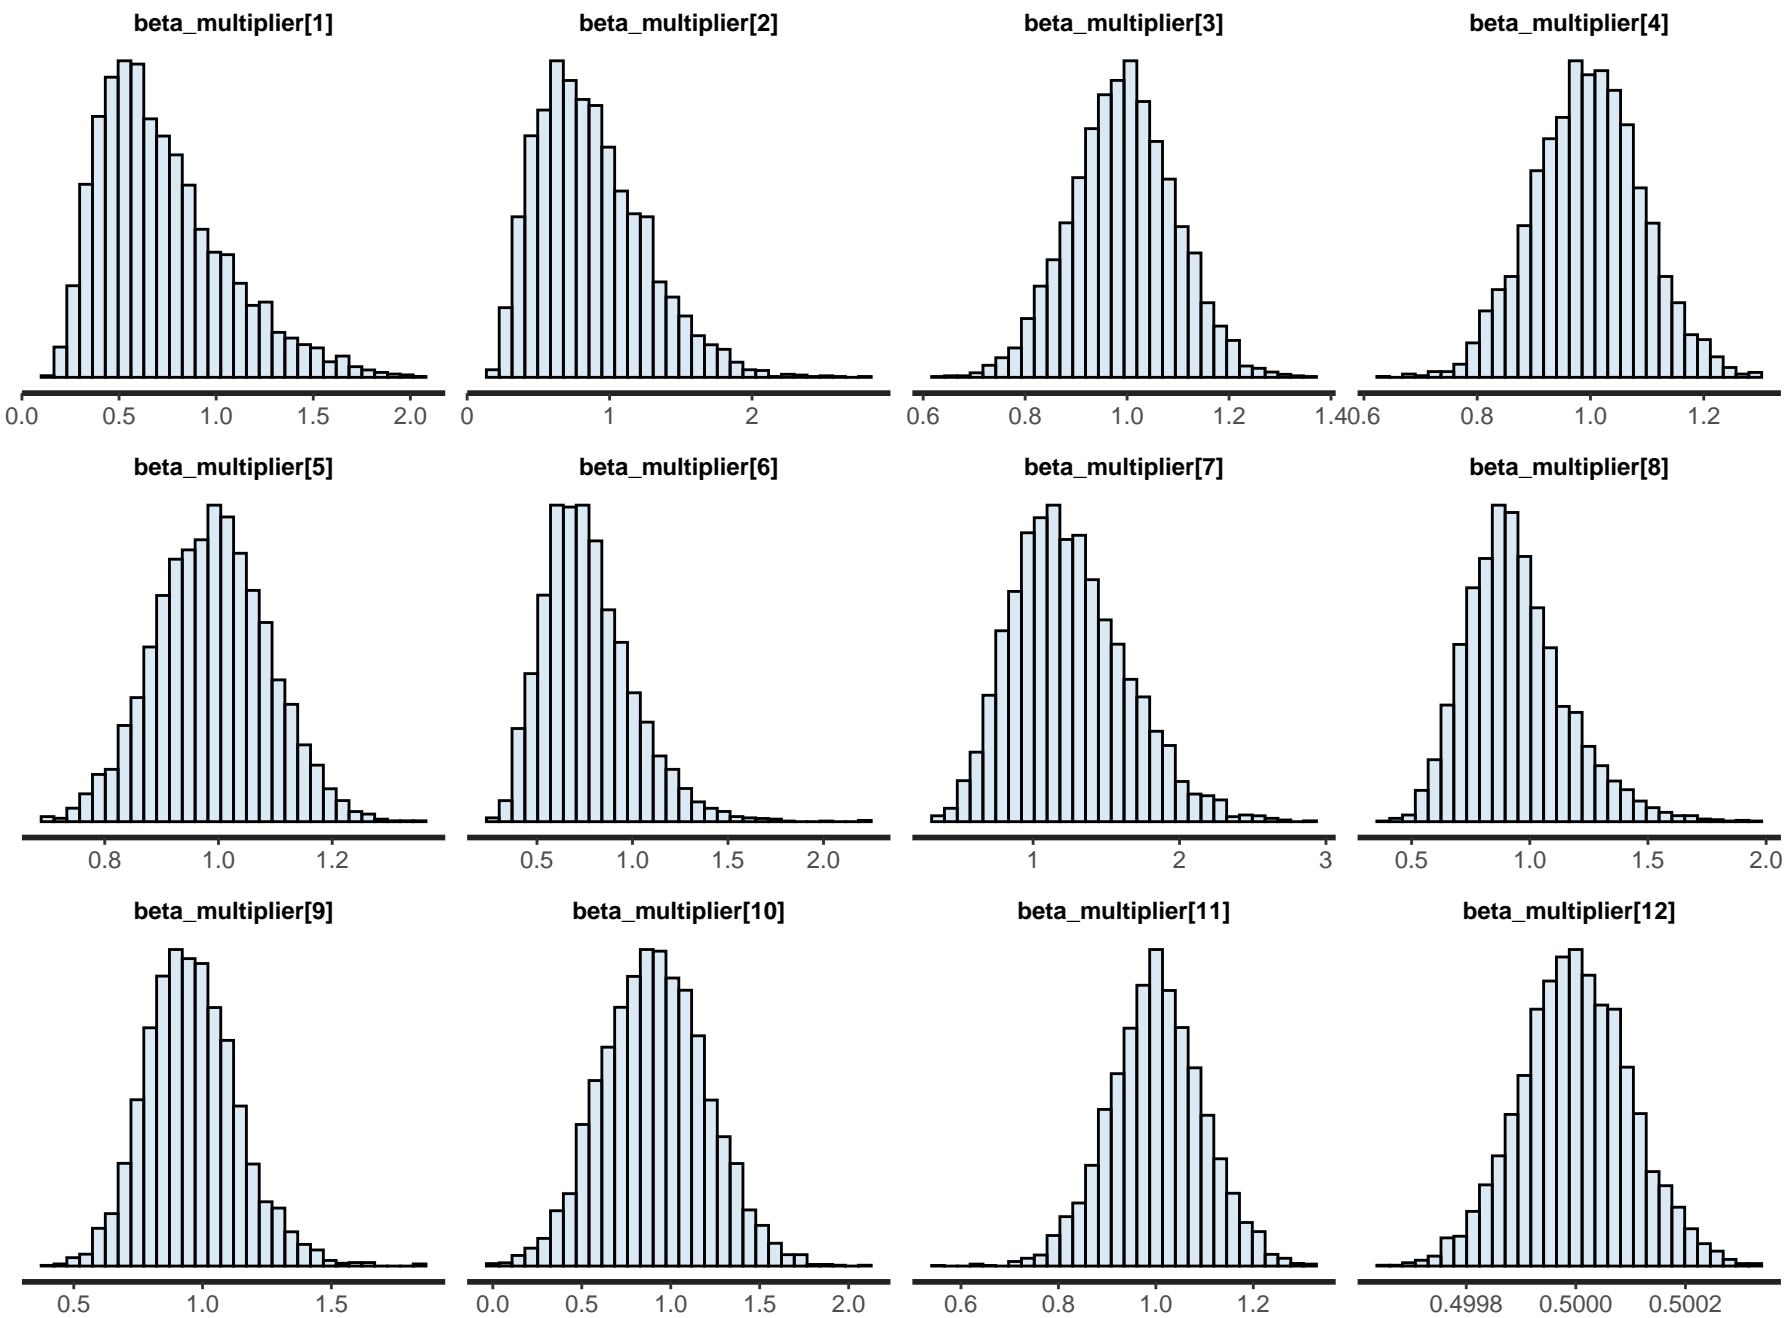 beta_multiplier[1] beta_multiplier[2] beta_multiplier[3] beta_multiplier[4]
0.0 0.5 1.0 1.5 2.0 0 1 2 0.6 0.8 1.0 1.2 1.4 0.6 0.8 1.0 1.2
beta_multiplier[5] beta_multiplier[6] beta_multiplier[7] beta_multiplier[8]
0.8 1.0 1.2 0.5 1.0 1.5 2.0 1 2 3 0.5 1.0 1.5 2.0
beta_multiplier[9] beta_multiplier[10] beta_multiplier[11] beta_multiplier[12]
0.5 1.0 1.5 0.0 0.5 1.0 1.5 2.0 0.6 0.8 1.0 1.2 0.4998 0.5000 0.5002